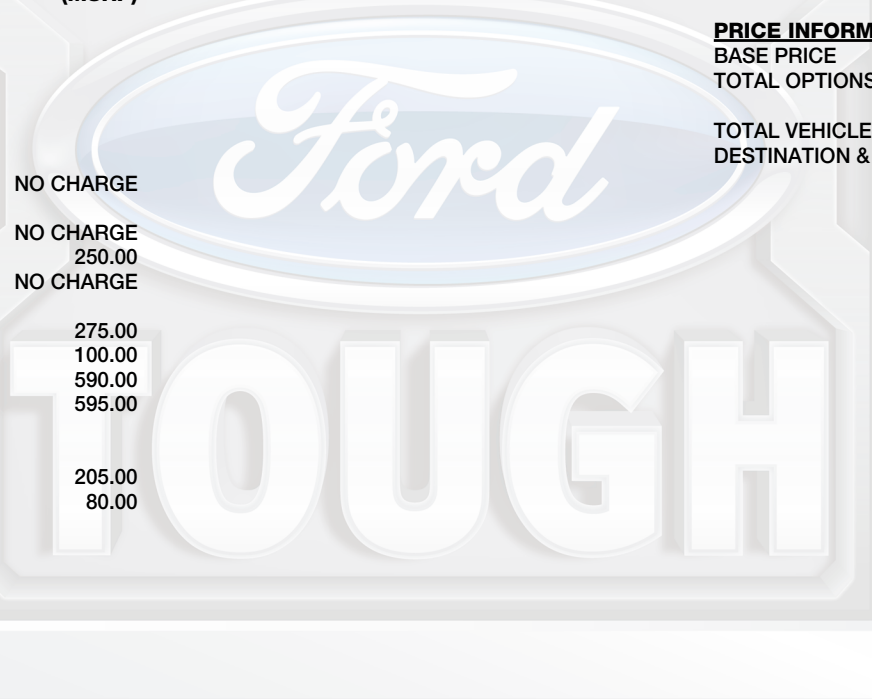 PRICE INFORM
BASE PRICE
TOTAL OPTIONS
TOTAL VEHICLE
DESTINATION &
NO CHARGE
NO CHARGE
250.00
NO CHARGE
275.00
100.00
590.00
595.00
205.00
80.00
Ford
TOUGH